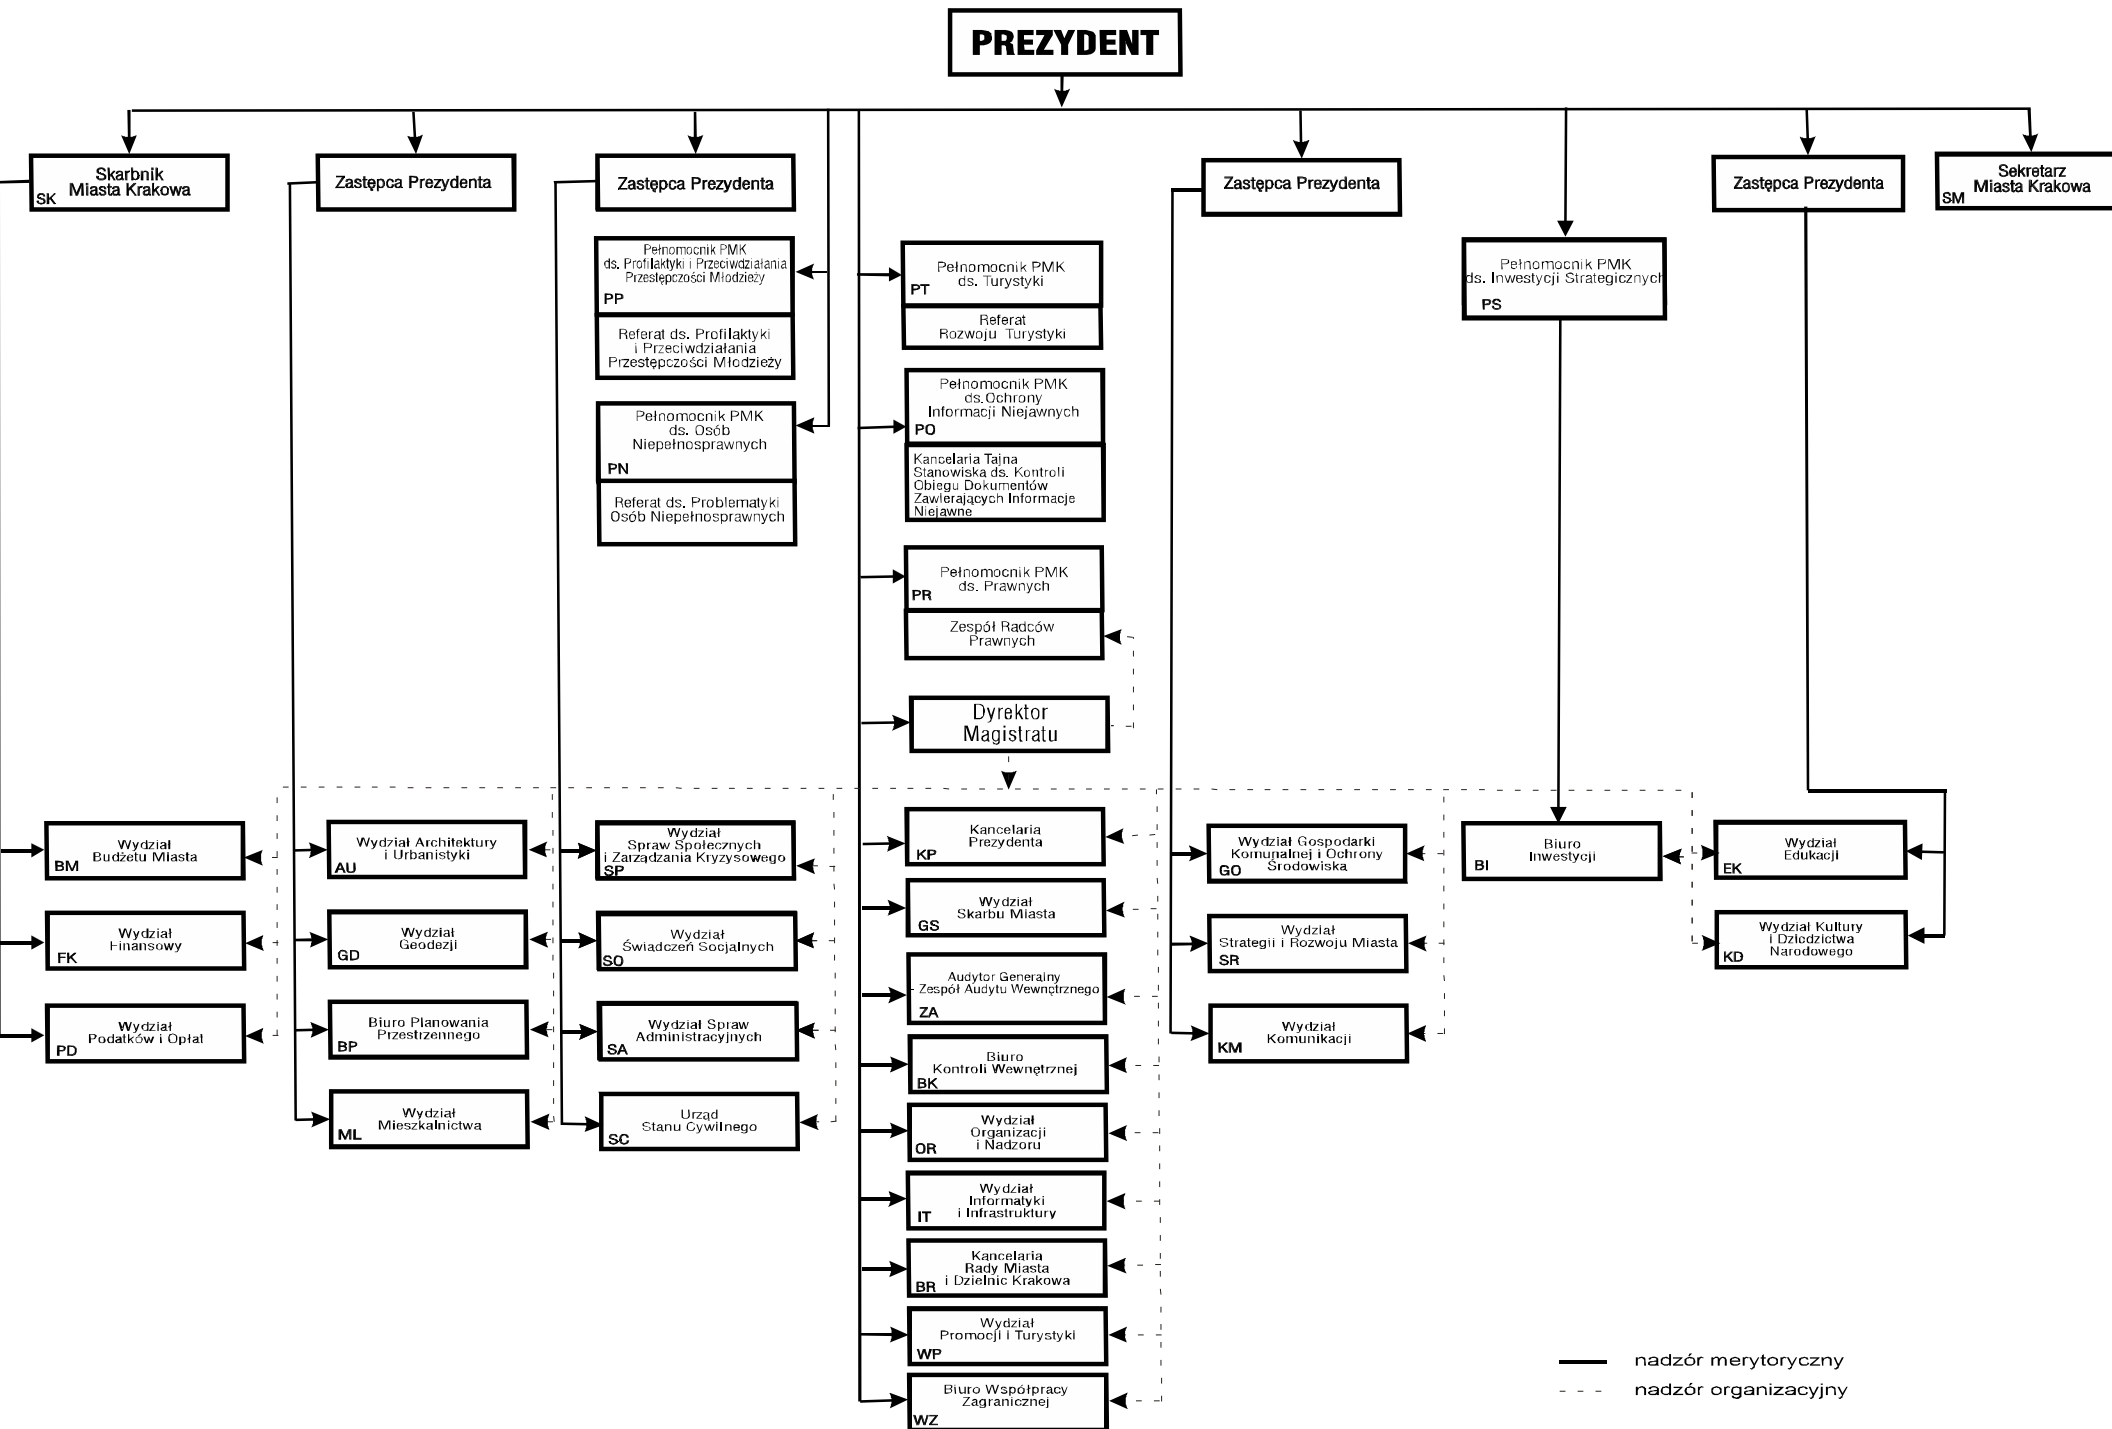 PREZYDENT
Skarbnik
Miasta Krakowa
SK
Zastępca Prezydenta
Zastępca Prezydenta
Zastępca Prezydenta
Zastępca Prezydenta
Sekretarz
Miasta Krakowa
SM
Pełnomocnik PMK
ds. Profilaktyki i Przeciwdziałania
Przestępczości Młodzieży
PP
Referat ds. Profilaktyki
i Przeciwdziałania
Przestępczości Młodzieży
Pełnomocnik PMK
ds. Osób
Niepełnosprawnych
PN
Referat ds. Problematyki
Osób Niepełnosprawnych
Pełnomocnik PMK
ds. Turystyki
PT
Referat
Rozwoju Turystyki
Pełnomocnik PMK
ds.Ochrony
Informacji Niejawnych
PO
Kancelaria Tajna
Stanowiska ds. Kontroli
Obiegu Dokumentów
Zawierających Informacje
Niejawne
Pełnomocnik PMK
ds. Prawnych
PR
Zespół Radców
Prawnych
Dyrektor
Magistratu
Pełnomocnik PMK
ds. Inwestycji Strategicznych
PS
Wydział
Budżetu Miasta
BM
Wydział
Finansowy
FK
Wydział
Podatków i Opłat
PD
Wydział Architektury
i Urbanistyki
AU
Wydział
Geodezji
GD
Biuro Planowania
Przestrzennego
BP
Wydział
Mieszkalnictwa
ML
Wydział
Spraw Społecznych
i Zarządzania Kryzysowego
SP
Wydział
Świadczeń Socjalnych
SO
Wydział Spraw
Administracyjnych
SA
Urząd
Stanu Cywilnego
SC
Kancelaria
Prezydenta
KP
Wydział
Skarbu Miasta
GS
Audytor Generalny
- Zespół Audytu Wewnętrznego
ZA
Biuro
Kontroli Wewnętrznej
BK
Wydział
Organizacji
i Nadzoru
OR
Wydział
Informatyki
i Infrastruktury
IT
Kancelaria
Rady Miasta
i Dzielnic Krakowa
BR
Wydział
Promocji i Turystyki
WP
Biuro Współpracy
Zagranicznej
WZ
Wydział Gospodarki
Komunalnej i Ochrony
Środowiska
GO
Wydział
Strategii i Rozwoju Miasta
SR
Wydział
Komunikacji
KM
Biuro
Inwestycji
BI
Wydział
Edukacji
EK
Wydział Kultury
i Dziedzictwa
Narodowego
KD
nadzór merytoryczny
nadzór organizacyjny